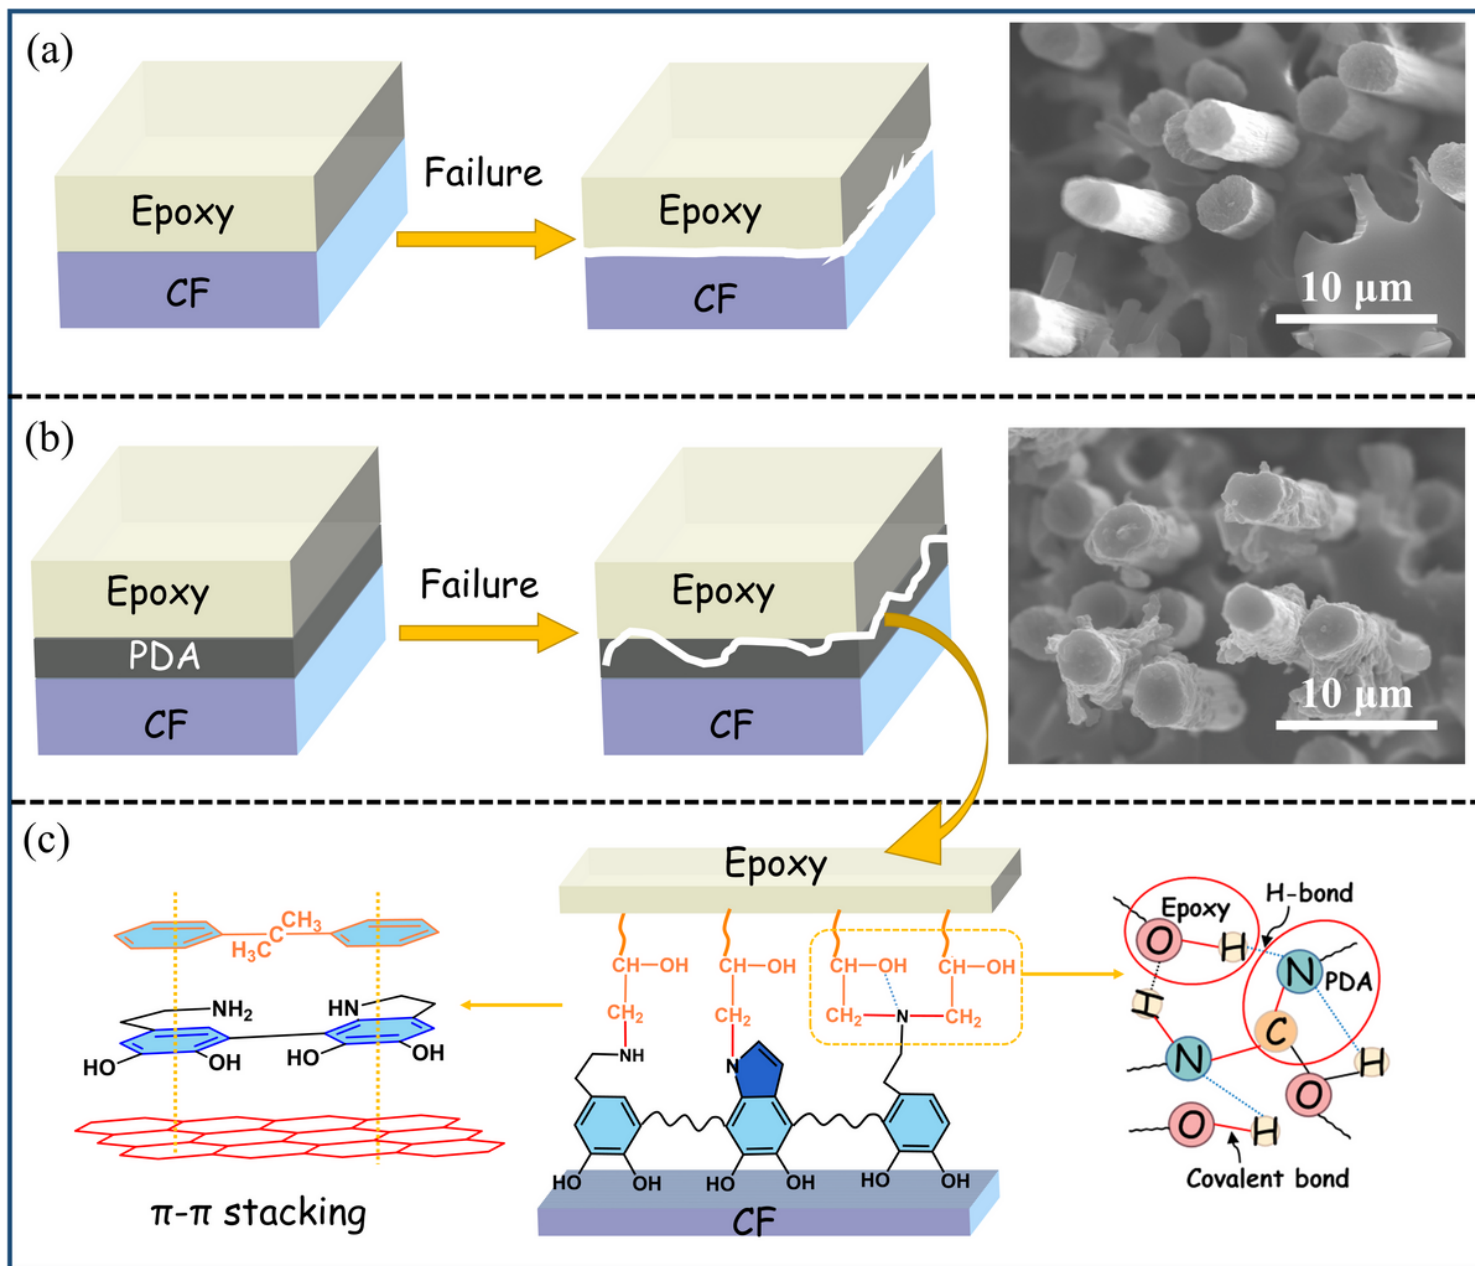 (a)
Epoxy
CF
Failure
Epoxy
CF
10 μm
(b)
Epoxy
PDA
CF
Failure
Epoxy
CF
10 μm
(c)
CH3
C
H3C
NH2
HN
HO
OH
HO
OH
π-π stacking
Epoxy
CH—OH
CH—OH
CH—OH
CH—OH
CH2
CH2
CH2
CH2
NH
N
N
HO
OH
HO
OH
HO
OH
CF
Epoxy
H-bond
O
H
N
PDA
H
C
N
H
O
O
H
Covalent bond